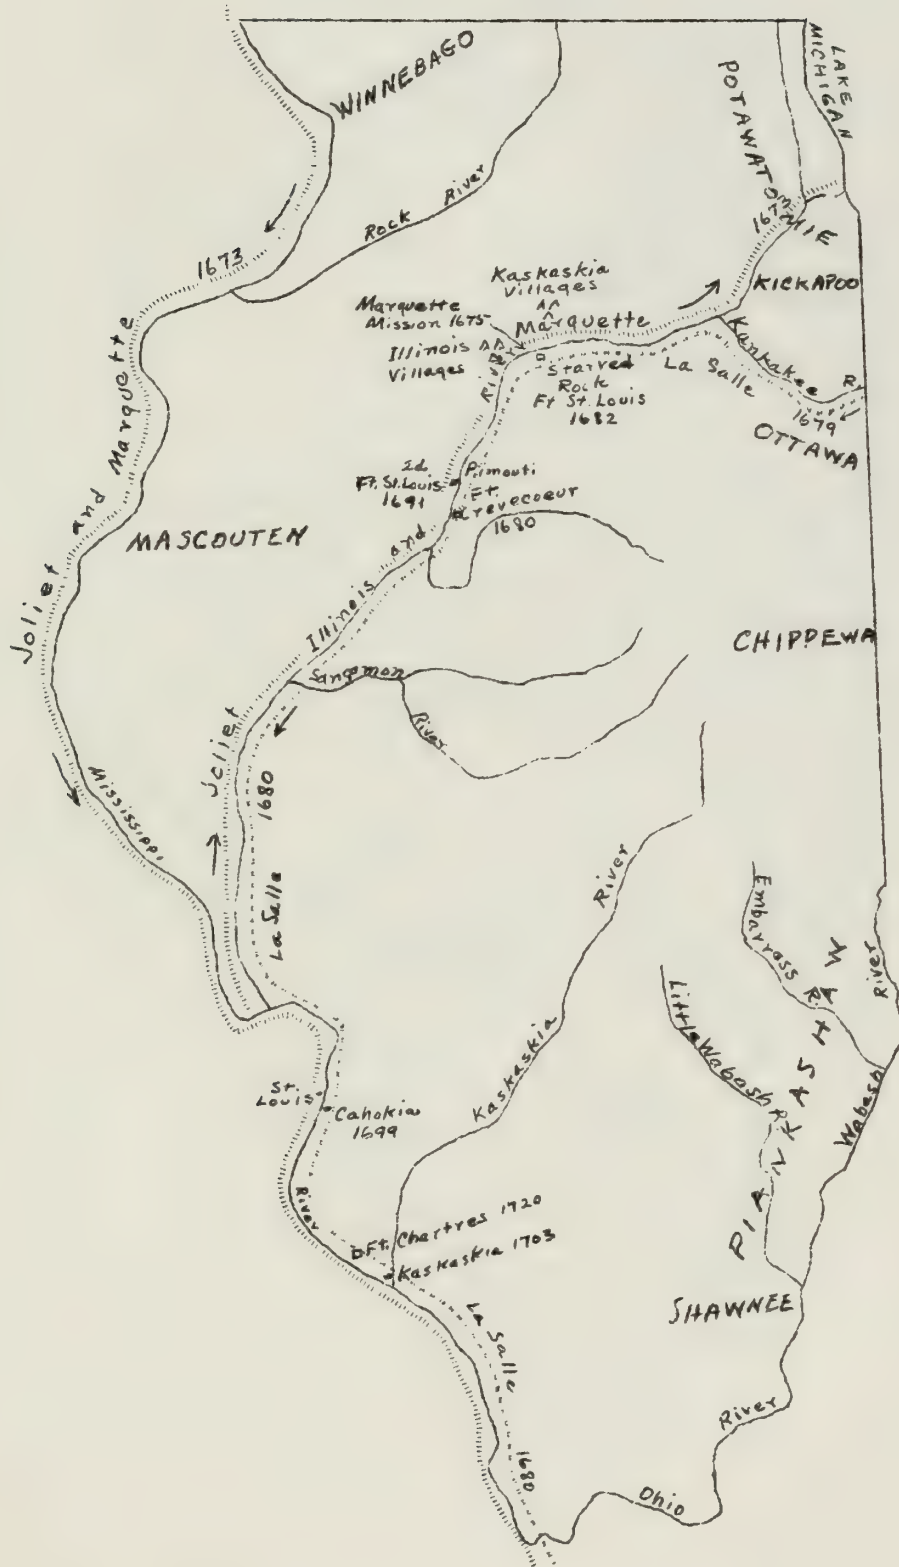 LAKE
MICHIGAN
WINNEBAGO
POTAWATOMIE
Rock River
1673
1673
KICKAPOO
Kaskaskia
Villages
Marquette
Mission 1675
Marquette
Illinois
Villages
River
Starved
Rock
Ft St. Louis
1682
La Salle
Kankakee R
1679
OTTAWA
Joliet and Marquette
2d
Ft. St. Louis
1691
Pimouti
Ft.
Crevecoeur
1680
MASCOUTEN
and
Illinois
CHIPPEWA
Sangamon
River
Joliet
Mississippi
1680
La Salle
Kaskaskia River
Embarrass R.
Little Wabash R
PIANKASHAW
Wabash River
St.
Louis
Cahokia
1699
River
Ft. Chartres 1720
Kaskaskia 1703
SHAWNEE
La Salle
1680
Ohio River